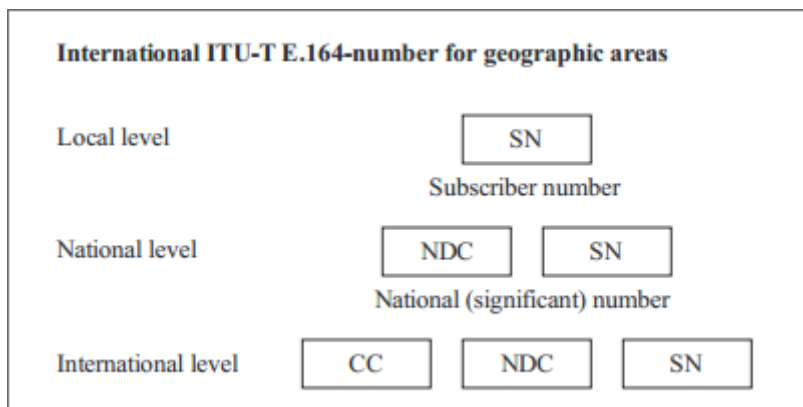 International ITU-T E.164-number for geographic areas
Local level SN
Subscriber number
National level NDC SN
National (significant) number
International level CC NDC SN